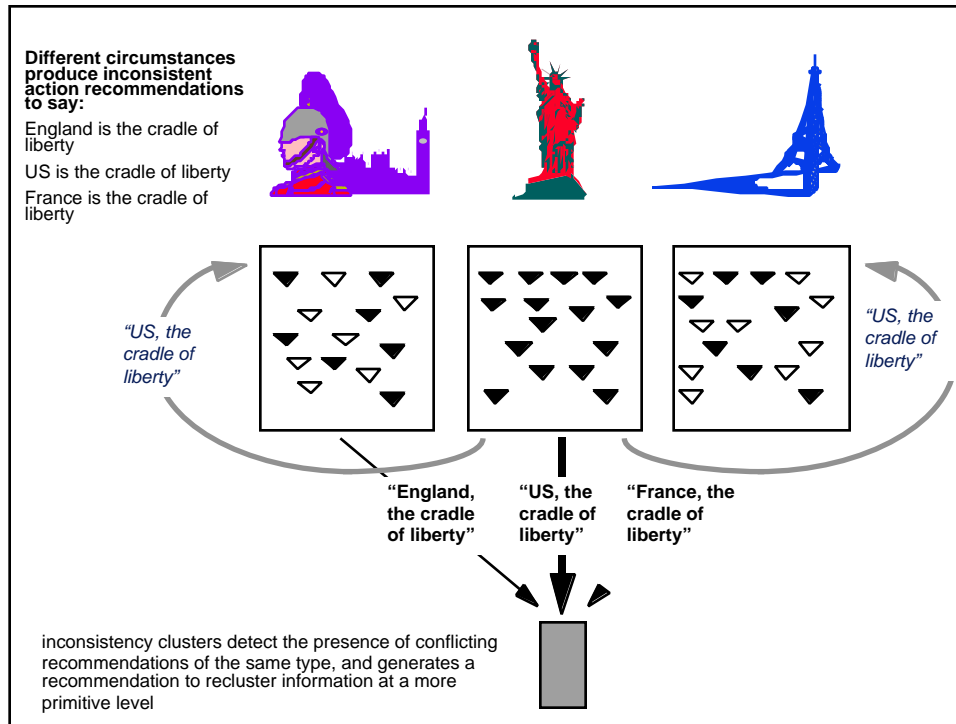 Different circumstances
produce inconsistent
action recommendations
to say:
England is the cradle of
liberty
US is the cradle of liberty
France is the cradle of
liberty
“US, the
cradle of
liberty”
“US, the
cradle of
liberty”
“England,
the cradle
of liberty”
“US, the
cradle of
liberty”
“France, the
cradle of
liberty”
inconsistency clusters detect the presence of conflicting
recommendations of the same type, and generates a
recommendation to recluster information at a more
primitive level